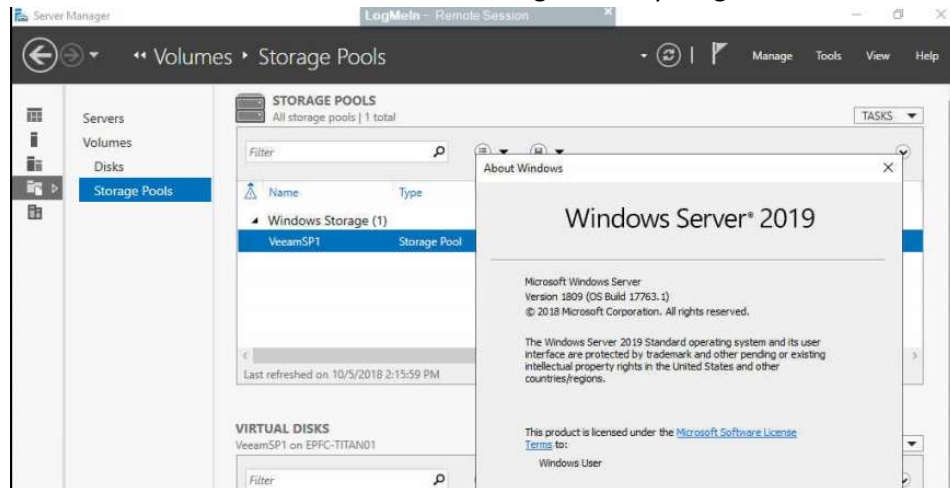 Server Manager
LogMeIn - Remote Session
Volumes
Storage Pools
Manage
Tools
View
Help
STORAGE POOLS
All storage pools | 1 total
TASKS
Servers
Volumes
Disks
Storage Pools
Filter
Name
Type
Windows Storage (1)
VeeamSP1
Storage Pool
Last refreshed on 10/5/2018 2:15:59 PM
VIRTUAL DISKS
VeeamSP1 on EPFC-TITAN01
Filter
About Windows
Windows Server® 2019
Microsoft Windows Server
Version 1809 (OS Build 17763.1)
© 2018 Microsoft Corporation. All rights reserved.
The Windows Server 2019 Standard operating system and its user
interface are protected by trademark and other pending or existing
intellectual property rights in the United States and other
countries/regions.
This product is licensed under the Microsoft Software License
Terms to:
Windows User